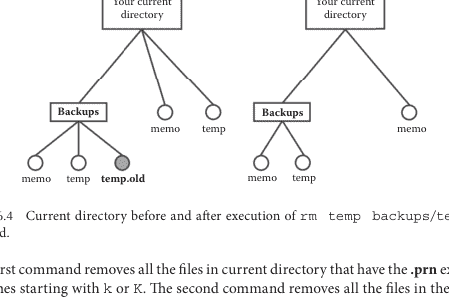 Your current
directory
Your current
directory
Backups
memo
temp
Backups
memo
memo
temp
temp.old
memo
temp
6.4 Current directory before and after execution of rm temp backups/te
d.
rst command removes all the files in current directory that have the .prn ex
nes starting with k or K. The second command removes all the files in the